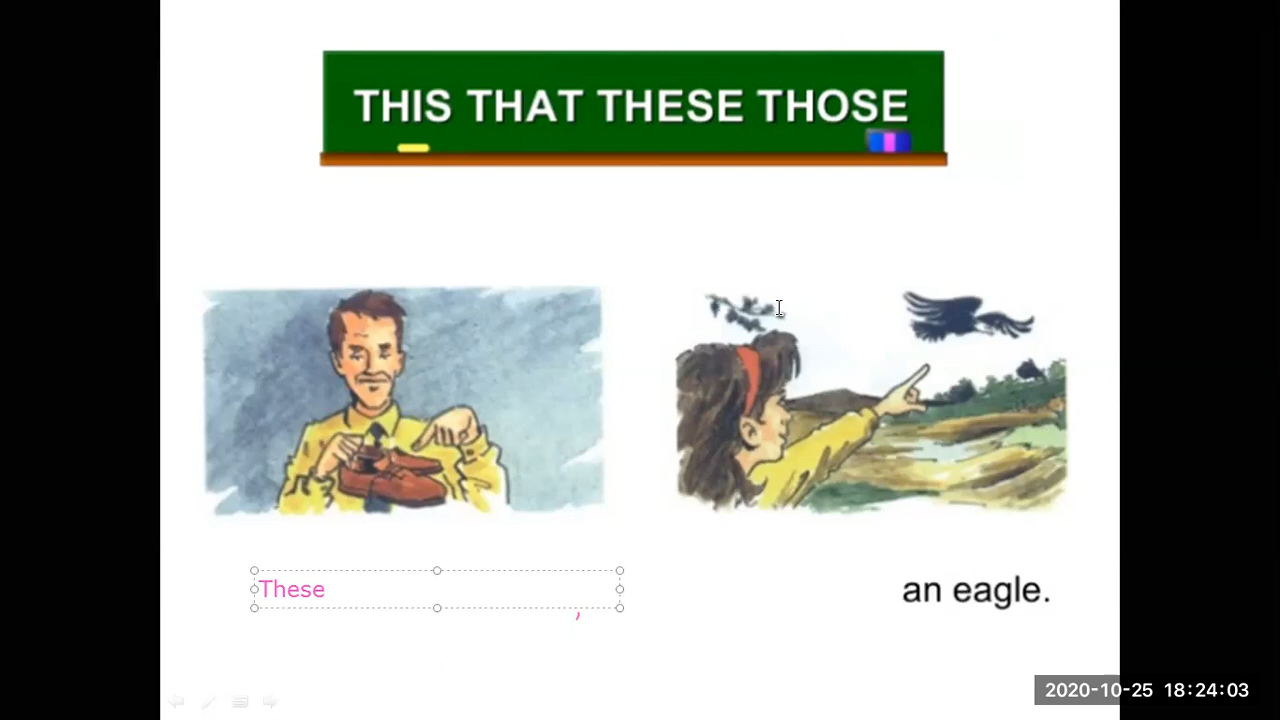 THIS THAT THESE THOSE
These
,
an eagle.
2020-10-25 18:24:03